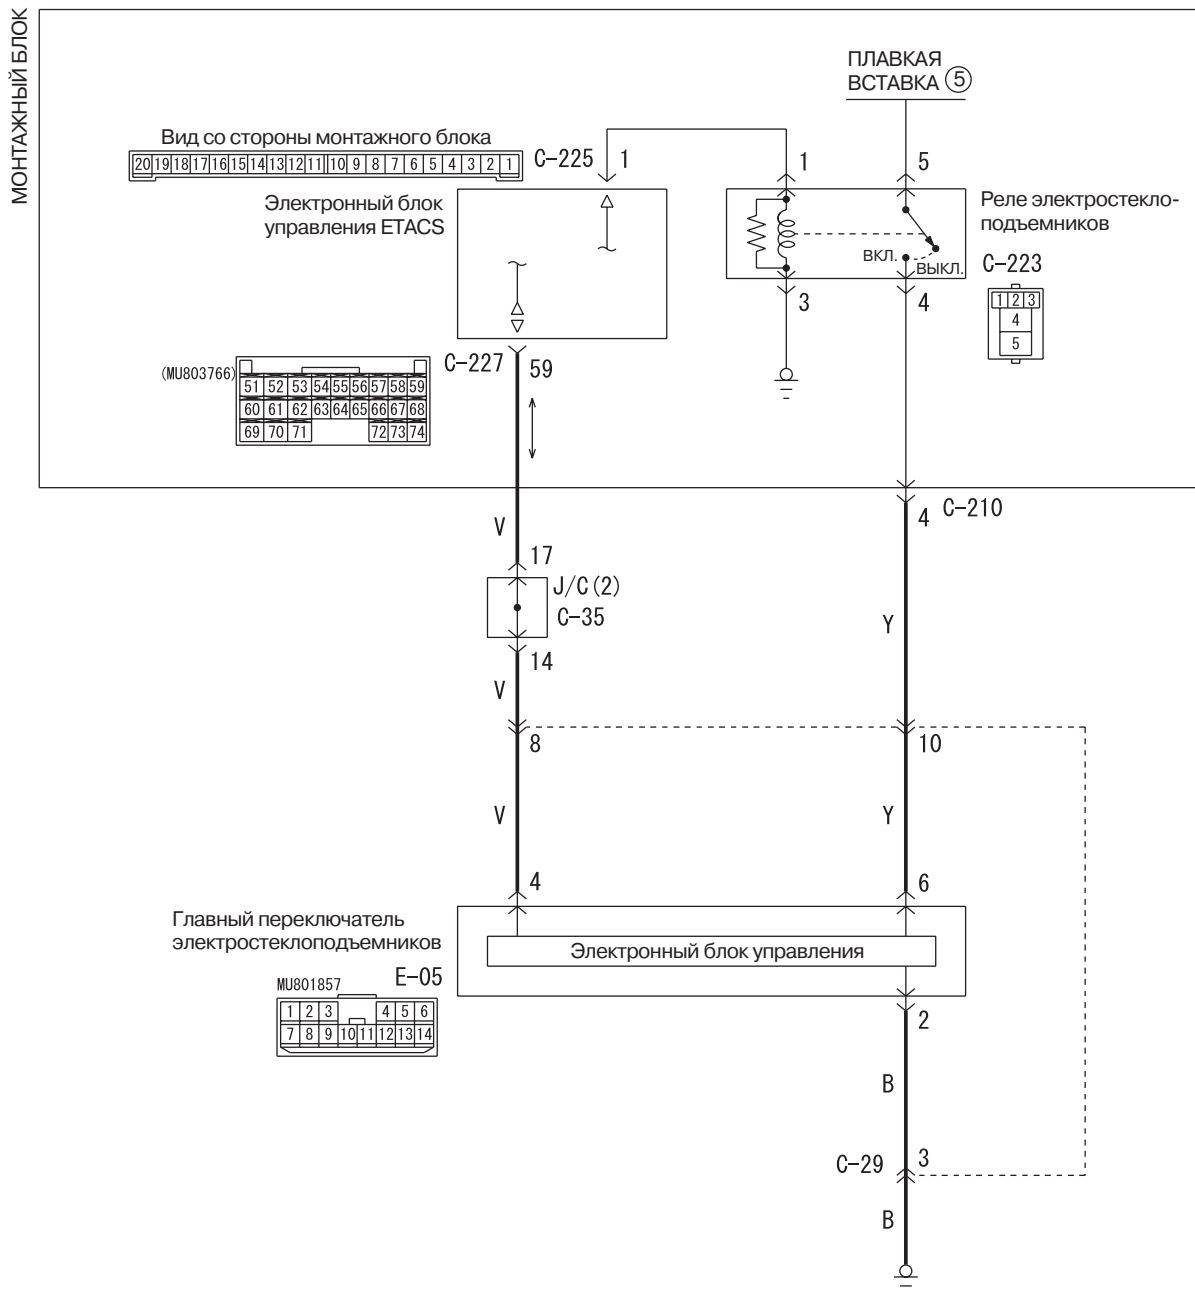 МОНТАЖНЫЙ БЛОК
ПЛАВКАЯ
ВСТАВКА ⑤
Вид со стороны монтажного блока
20 19 18 17 16 15 14 13 12 11 10 9 8 7 6 5 4 3 2 1
C-225 1
1
5
Электронный блок
управления ETACS
Реле электростекло-
подъемников
ВКЛ.
ВЫКЛ.
C-223
3
4
1 2 3
4
5
C-227 59
(MU803766)
51 52 53 54 55 56 57 58 59
60 61 62 63 64 65 66 67 68
69 70 71 72 73 74
4 C-210
V
17
J/C (2)
C-35
Y
14
V
8
10
V
Y
4
6
Главный переключатель
электростеклоподъемников
Электронный блок управления
E-05
MU801857
1 2 3 4 5 6
7 8 9 10 11 12 13 14
2
B
C-29 3
B